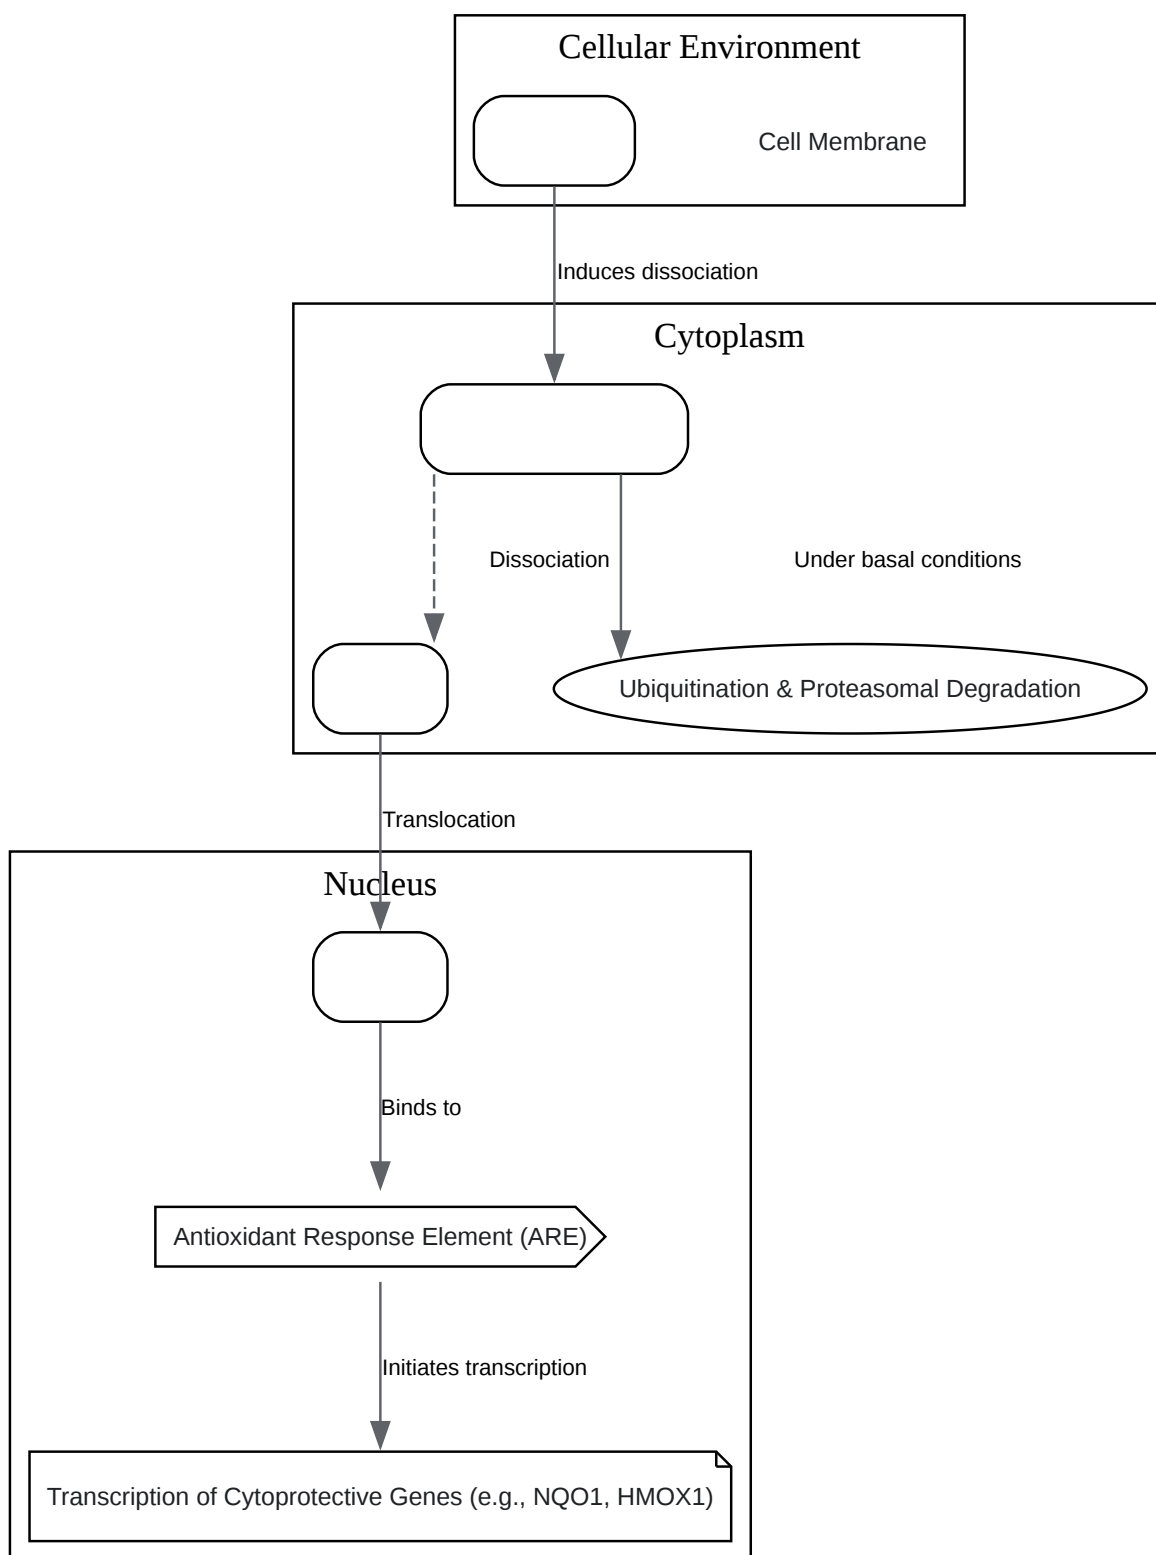 Cellular Environment
Cell Membrane
Induces dissociation
Cytoplasm
Dissociation
Under basal conditions
Ubiquitination & Proteasomal Degradation
Translocation
Nucleus
Binds to
Antioxidant Response Element (ARE)
Initiates transcription
Transcription of Cytoprotective Genes (e.g., NQO1, HMOX1)